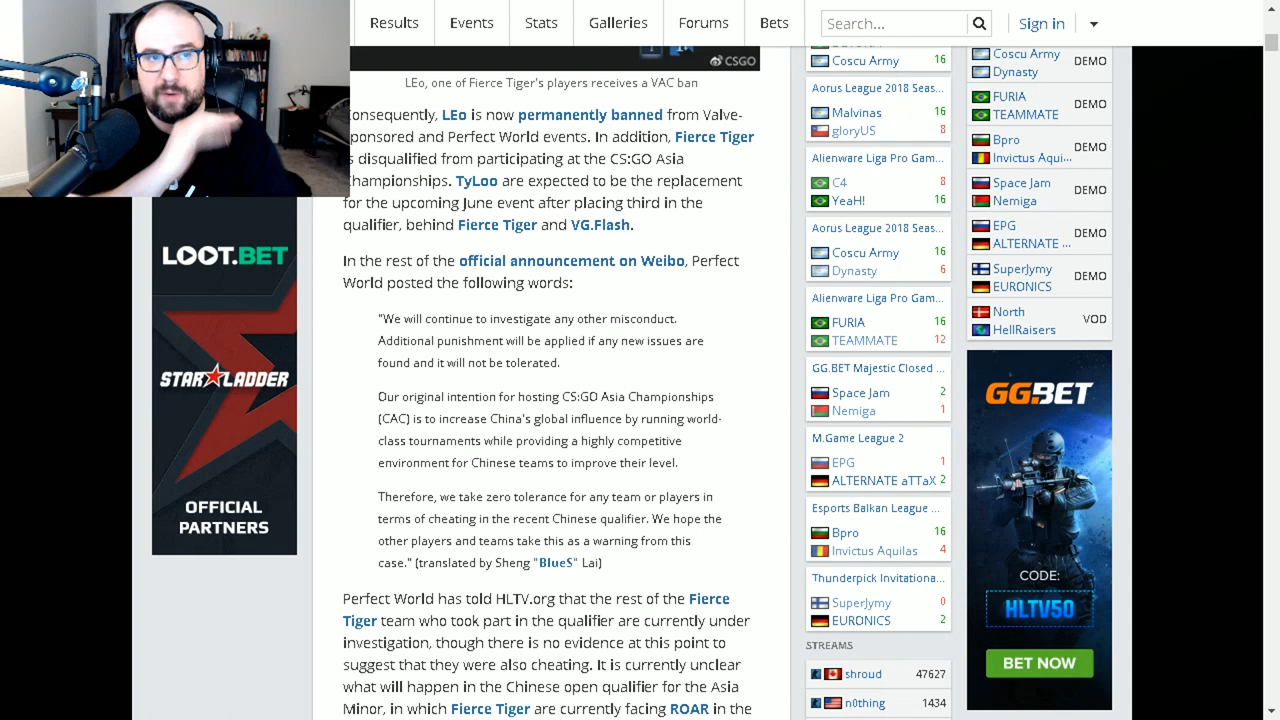 Results
Events
Stats
Galleries
Forums
Bets
Search...
Sign in
CSGO
LEo, one of Fierce Tiger's players receives a VAC ban
onsequently, LEo is now permanently banned from Valve-
ponsored and Perfect World events. In addition, Fierce Tiger
s disqualified from participating at the CS:GO Asia
hampionships. TyLoo are expected to be the replacement
for the upcoming June event after placing third in the
qualifier, behind Fierce Tiger and VG.Flash.
In the rest of the official announcement on Weibo, Perfect
World posted the following words:
"We will continue to investigate any other misconduct.
Additional punishment will be applied if any new issues are
found and it will not be tolerated.
Our original intention for hosting CS:GO Asia Championships
(CAC) is to increase China's global influence by running world-
class tournaments while providing a highly competitive
environment for Chinese teams to improve their level.
Therefore, we take zero tolerance for any team or players in
terms of cheating in the recent Chinese qualifier. We hope the
other players and teams take this as a warning from this
case." (translated by Sheng "BlueS" Lai)
Perfect World has told HLTV.org that the rest of the Fierce
Tiger team who took part in the qualifier are currently under
investigation, though there is no evidence at this point to
suggest that they were also cheating. It is currently unclear
what will happen in the Chinese open qualifier for the Asia
Minor, in which Fierce Tiger are currently facing ROAR in the
LOOT.BET
STAR LADDER
OFFICIAL
PARTNERS
Coscu Army 16
Aorus League 2018 Seas...
Malvinas 16
gloryUS 8
Alienware Liga Pro Gam...
C4 8
YeaH! 16
Aorus League 2018 Seas...
Coscu Army 16
Dynasty 6
Alienware Liga Pro Gam...
FURIA 16
TEAMMATE 12
GG.BET Majestic Closed ...
Space Jam 2
Nemiga 1
M.Game League 2
EPG 1
ALTERNATE aTTaX 2
Esports Balkan League ...
Bpro 16
Invictus Aquilas 4
Thunderpick Invitationa...
SuperJymy 0
EURONICS 2
STREAMS
shroud 47627
n0thing 1434
Coscu Army
Dynasty
DEMO
FURIA
TEAMMATE
DEMO
Bpro
Invictus Aqui...
DEMO
Space Jam
Nemiga
DEMO
EPG
ALTERNATE ...
DEMO
SuperJymy
EURONICS
DEMO
North
HellRaisers
VOD
GG.BET
CODE:
HLTV50
BET NOW